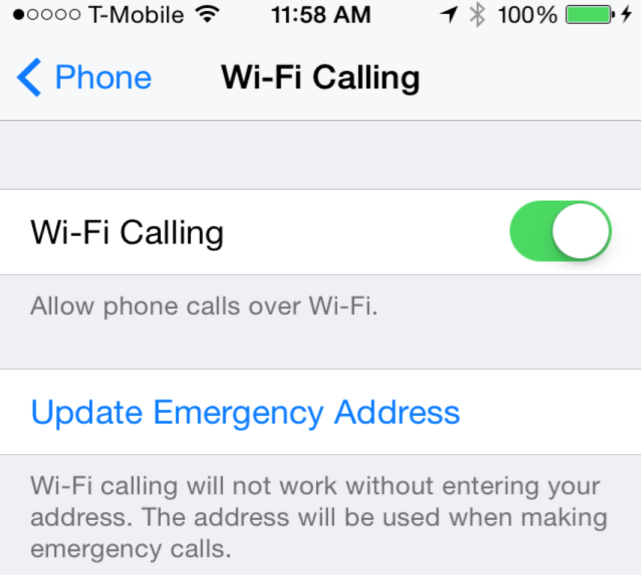 T-Mobile 11:58 AM 100%
Phone Wi-Fi Calling
Wi-Fi Calling
Allow phone calls over Wi-Fi.
Update Emergency Address
Wi-Fi calling will not work without entering your
address. The address will be used when making
emergency calls.